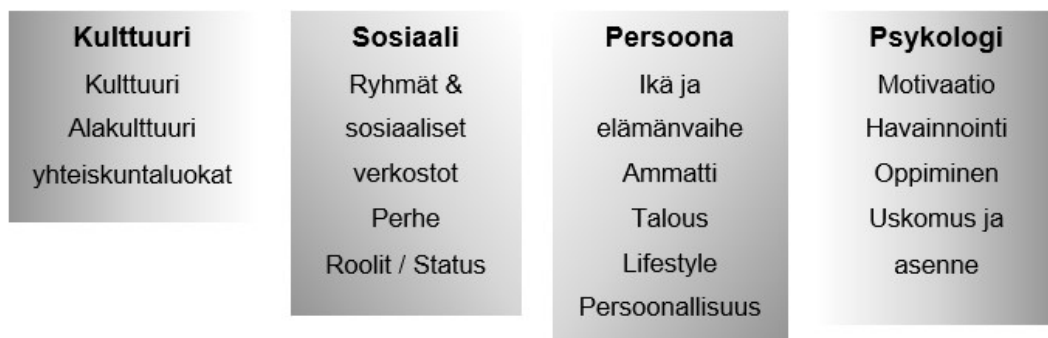 Kulttuuri
Kulttuuri
Alakulttuuri
yhteiskuntaluokat
Sosiaali
Ryhmät &
sosiaaliset
verkostot
Perhe
Roolit / Status
Persoona
Ikä ja
elämänvaihe
Ammatti
Talous
Lifestyle
Persoonallisuus
Psykologi
Motivaatio
Havainnointi
Oppiminen
Uskomus ja
asenne